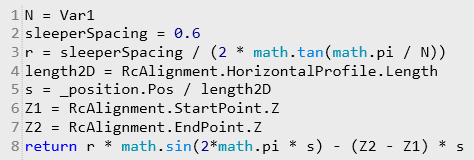 1 N = Var1
2 sleeperSpacing = 0.6
3 r = sleeperSpacing / (2 * math.tan(math.pi / N))
4 length2D = RcAlignment.HorizontalProfile.Length
5 s = _position.Pos / length2D
6 Z1 = RcAlignment.StartPoint.Z
7 Z2 = RcAlignment.EndPoint.Z
8 return r * math.sin(2*math.pi * s) - (Z2 - Z1) * s